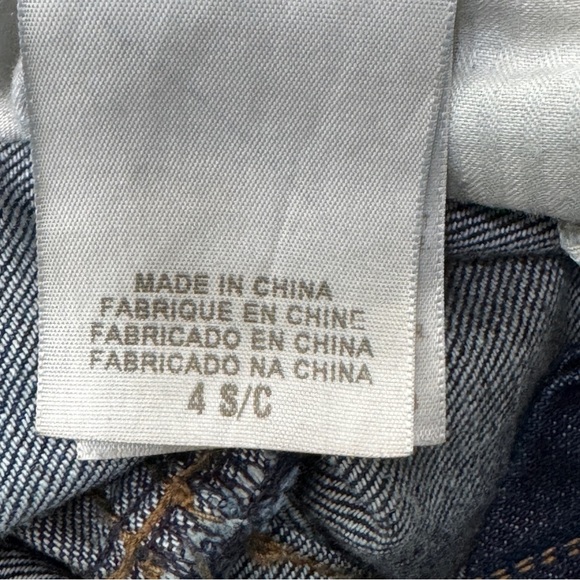 MADE IN CHINA
FABRIQUE EN CHINE
FABRICADO EN CHINA
FABRICADO NA CHINA
4 S/C